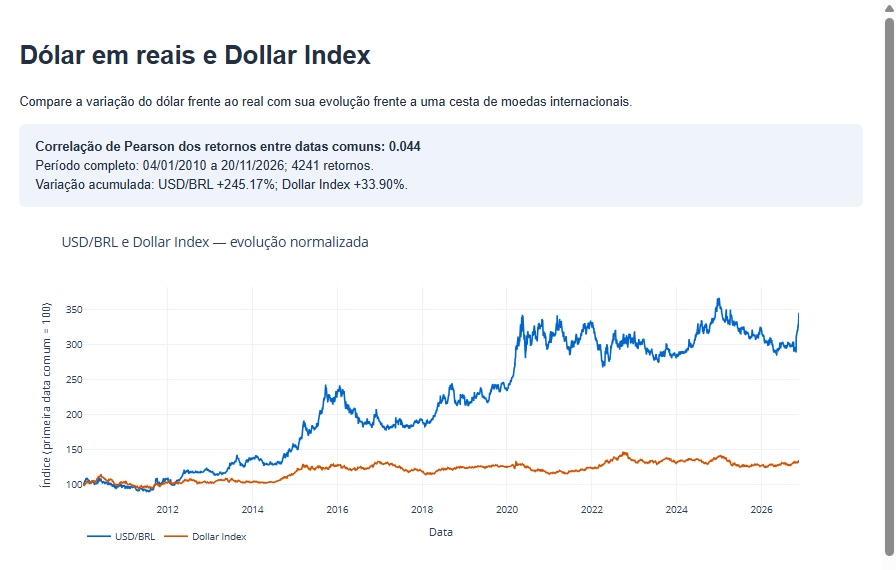 Dólar em reais e Dollar Index
Compare a variação do dólar frente ao real com sua evolução frente a uma cesta de moedas internacionais.
Correlação de Pearson dos retornos entre datas comuns: 0.044
Período completo: 04/01/2010 a 20/11/2026; 4241 retornos.
Variação acumulada: USD/BRL +245.17%; Dollar Index +33.90%.
USD/BRL e Dollar Index — evolução normalizada
Índice (primeira data comum = 100)
350
300
250
200
150
100
2012 2014 2016 2018 2020 2022 2024 2026
Data
USD/BRL Dollar Index